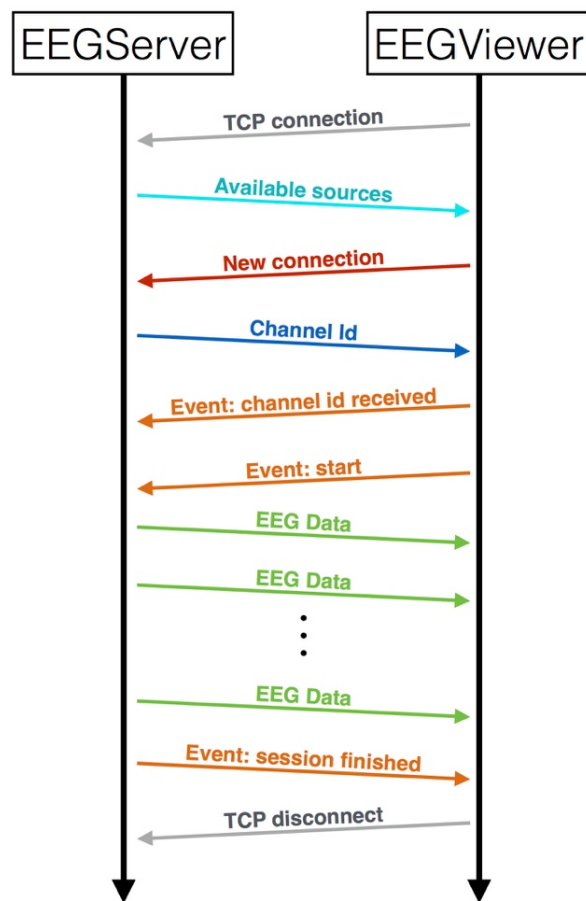 EEGServer
EEGViewer
TCP connection
Available sources
New connection
Channel Id
Event: channel id received
Event: start
EEG Data
EEG Data
EEG Data
Event: session finished
TCP disconnect